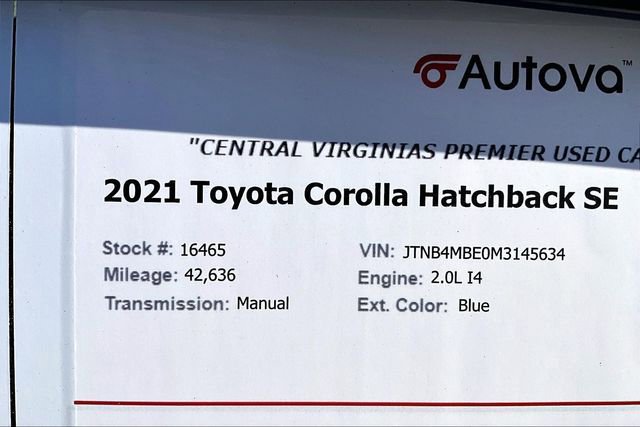 Autova™
"CENTRAL VIRGINIAS PREMIER USED CA
2021 Toyota Corolla Hatchback SE
Stock #: 16465 VIN: JTNB4MBE0M3145634
Mileage: 42,636 Engine: 2.0L I4
Transmission: Manual Ext. Color: Blue